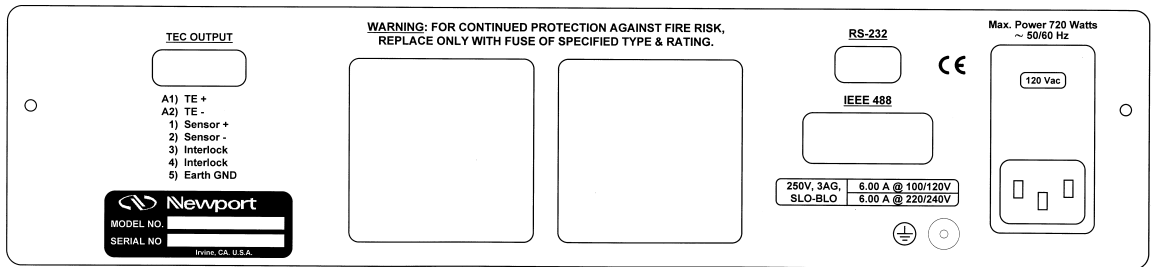 TEC OUTPUT
A1) TE +
A2) TE -
1) Sensor +
2) Sensor -
3) Interlock
4) Interlock
5) Earth GND
Newport
MODEL NO.
SERIAL NO
Irvine, CA. U.S.A.
WARNING: FOR CONTINUED PROTECTION AGAINST FIRE RISK,
REPLACE ONLY WITH FUSE OF SPECIFIED TYPE & RATING.
RS-232
CE
IEEE 488
250V, 3AG, 6.00 A @ 100/120V
SLO-BLO 6.00 A @ 220/240V
Max. Power 720 Watts
~ 50/60 Hz
120 Vac